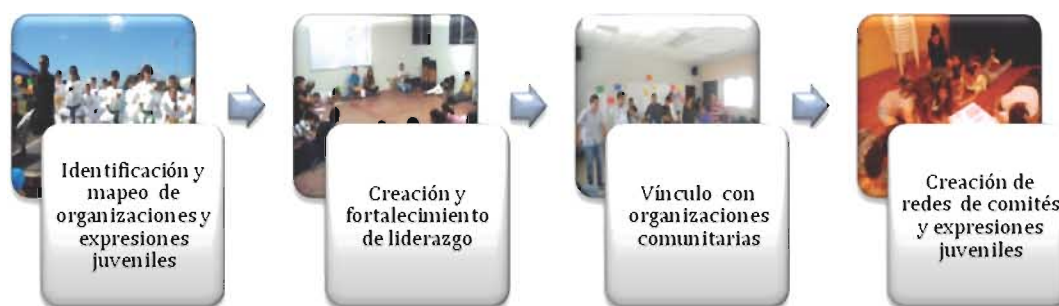 Identificación y
mapeo de
organizaciones y
expresiones
juveniles
Creación y
fortalecimiento
de liderazgo
Vínculo con
organizaciones
comunitarias
Creación de
redes de comités
y expresiones
juveniles